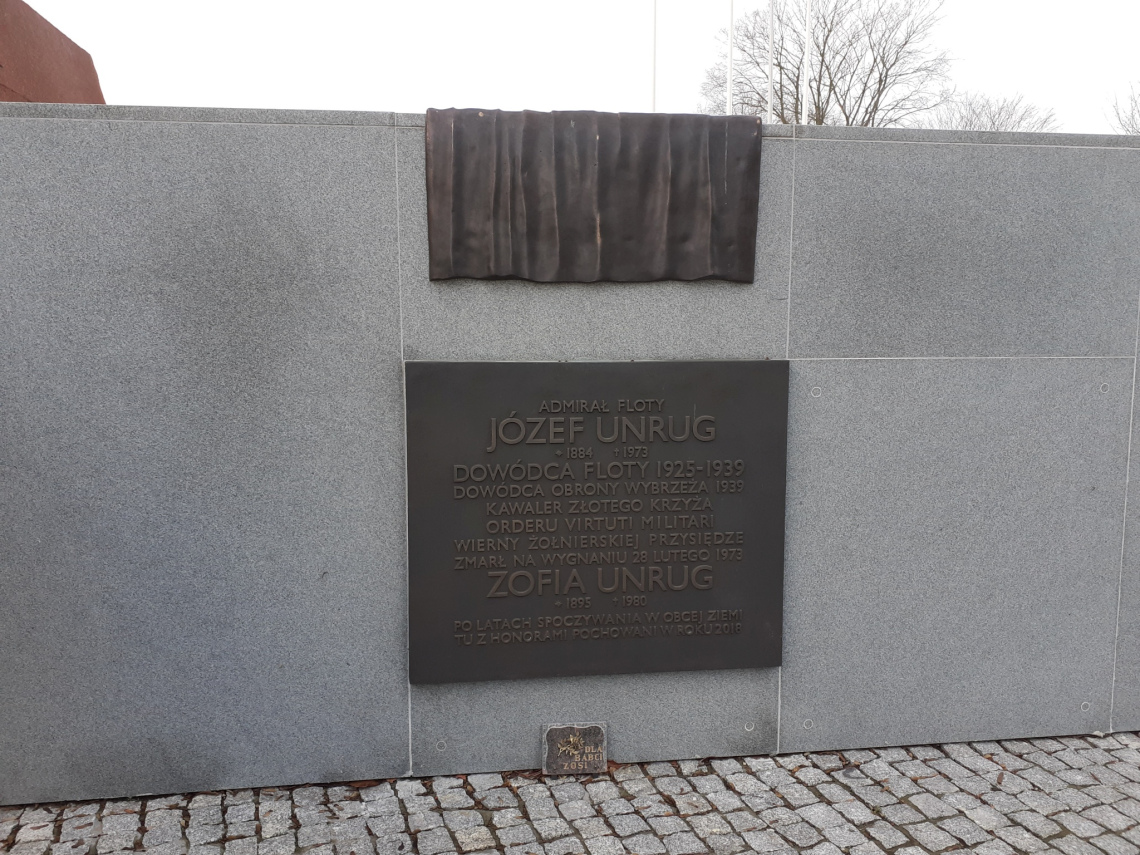 ADMIRAŁ FLOTY
JÓZEF UNRUG
* 1884 † 1973
DOWÓDCA FLOTY 1925-1939
DOWÓDCA OBRONY WYBRZEŻA 1939
KAWALER ZŁOTEGO KRZYŻA
ORDERU VIRTUTI MILITARI
WIERNY ŻOŁNIERSKIEJ PRZYSIĘDZE
ZMARŁ NA WYGNANIU 28 LUTEGO 1973
ZOFIA UNRUG
* 1895 † 1980
PO LATACH SPOCZYWANIA W OBCEJ ZIEMI
TU Z HONORAMI POCHOWANI W ROKU 2018
DLA
BABCI
ZOSI